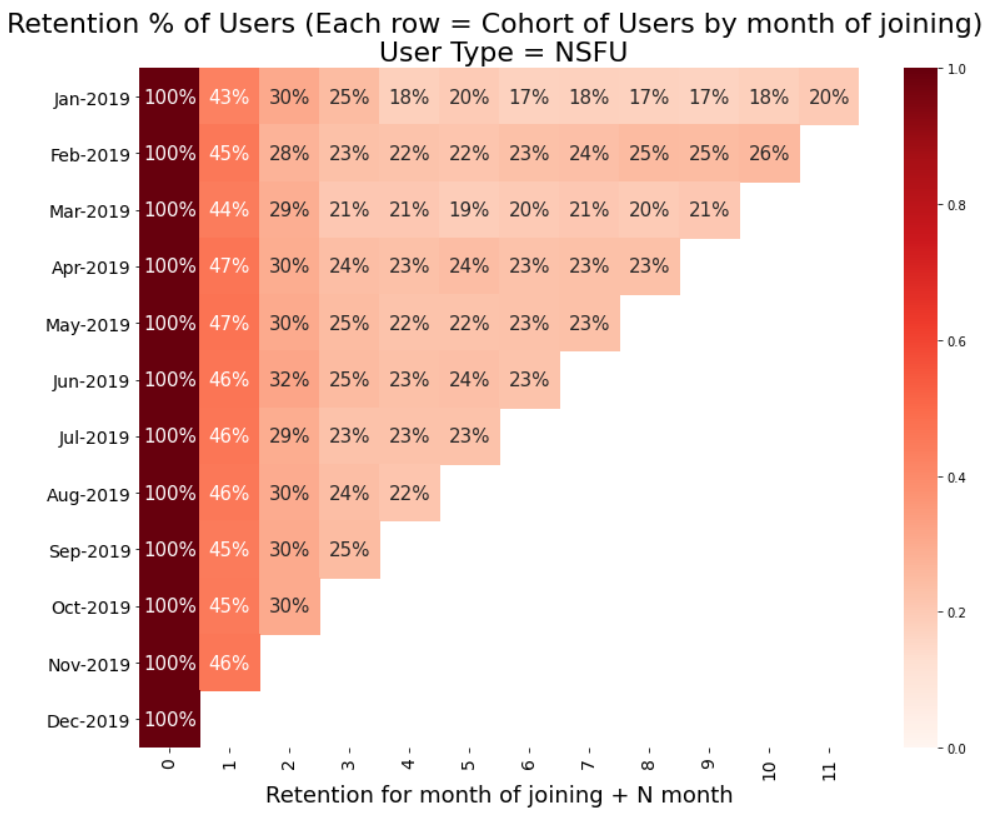 Retention % of Users (Each row = Cohort of Users by month of joining)
User Type = NSFU
Jan-2019 100% 43% 30% 25% 18% 20% 17% 18% 17% 17% 18% 20%
Feb-2019 100% 45% 28% 23% 22% 22% 23% 24% 25% 25% 26%
Mar-2019 100% 44% 29% 21% 21% 19% 20% 21% 20% 21%
Apr-2019 100% 47% 30% 24% 23% 24% 23% 23% 23%
May-2019 100% 47% 30% 25% 22% 22% 23% 23%
Jun-2019 100% 46% 32% 25% 23% 24% 23%
Jul-2019 100% 46% 29% 23% 23% 23%
Aug-2019 100% 46% 30% 24% 22%
Sep-2019 100% 45% 30% 25%
Oct-2019 100% 45% 30%
Nov-2019 100% 46%
Dec-2019 100%
0 1 2 3 4 5 6 7 8 9 10 11
Retention for month of joining + N month
1.0
0.8
0.6
0.4
0.2
0.0